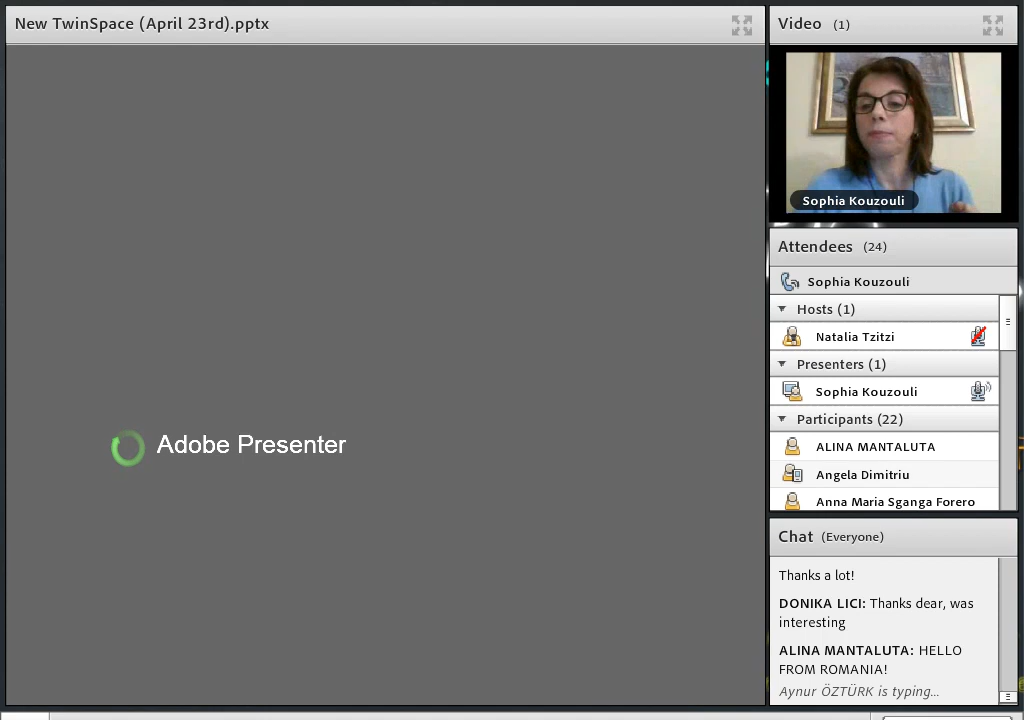 New TwinSpace (April 23rd).pptx
Adobe Presenter
Video (1)
Sophia Kouzouli
Attendees (24)
Sophia Kouzouli
Hosts (1)
Natalia Tzitzi
Presenters (1)
Sophia Kouzouli
Participants (22)
ALINA MANTALUTA
Angela Dimitriu
Anna Maria Sganga Forero
Chat (Everyone)
Thanks a lot!
DONIKA LICI: Thanks dear, was
interesting
ALINA MANTALUTA: HELLO
FROM ROMANIA!
Aynur ÖZTÜRK is typing...